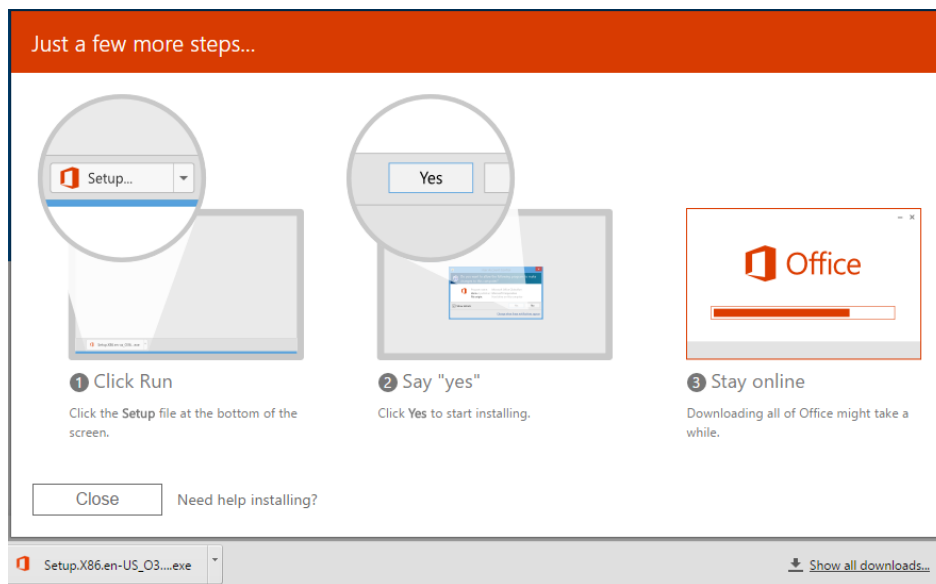 Just a few more steps...
Setup...
Yes
Office
1 Click Run
2 Say "yes"
3 Stay online
Click the Setup file at the bottom of the
screen.
Click Yes to start installing.
Downloading all of Office might take a
while.
Close
Need help installing?
Setup.X86.en-US_O3....exe
Show all downloads...